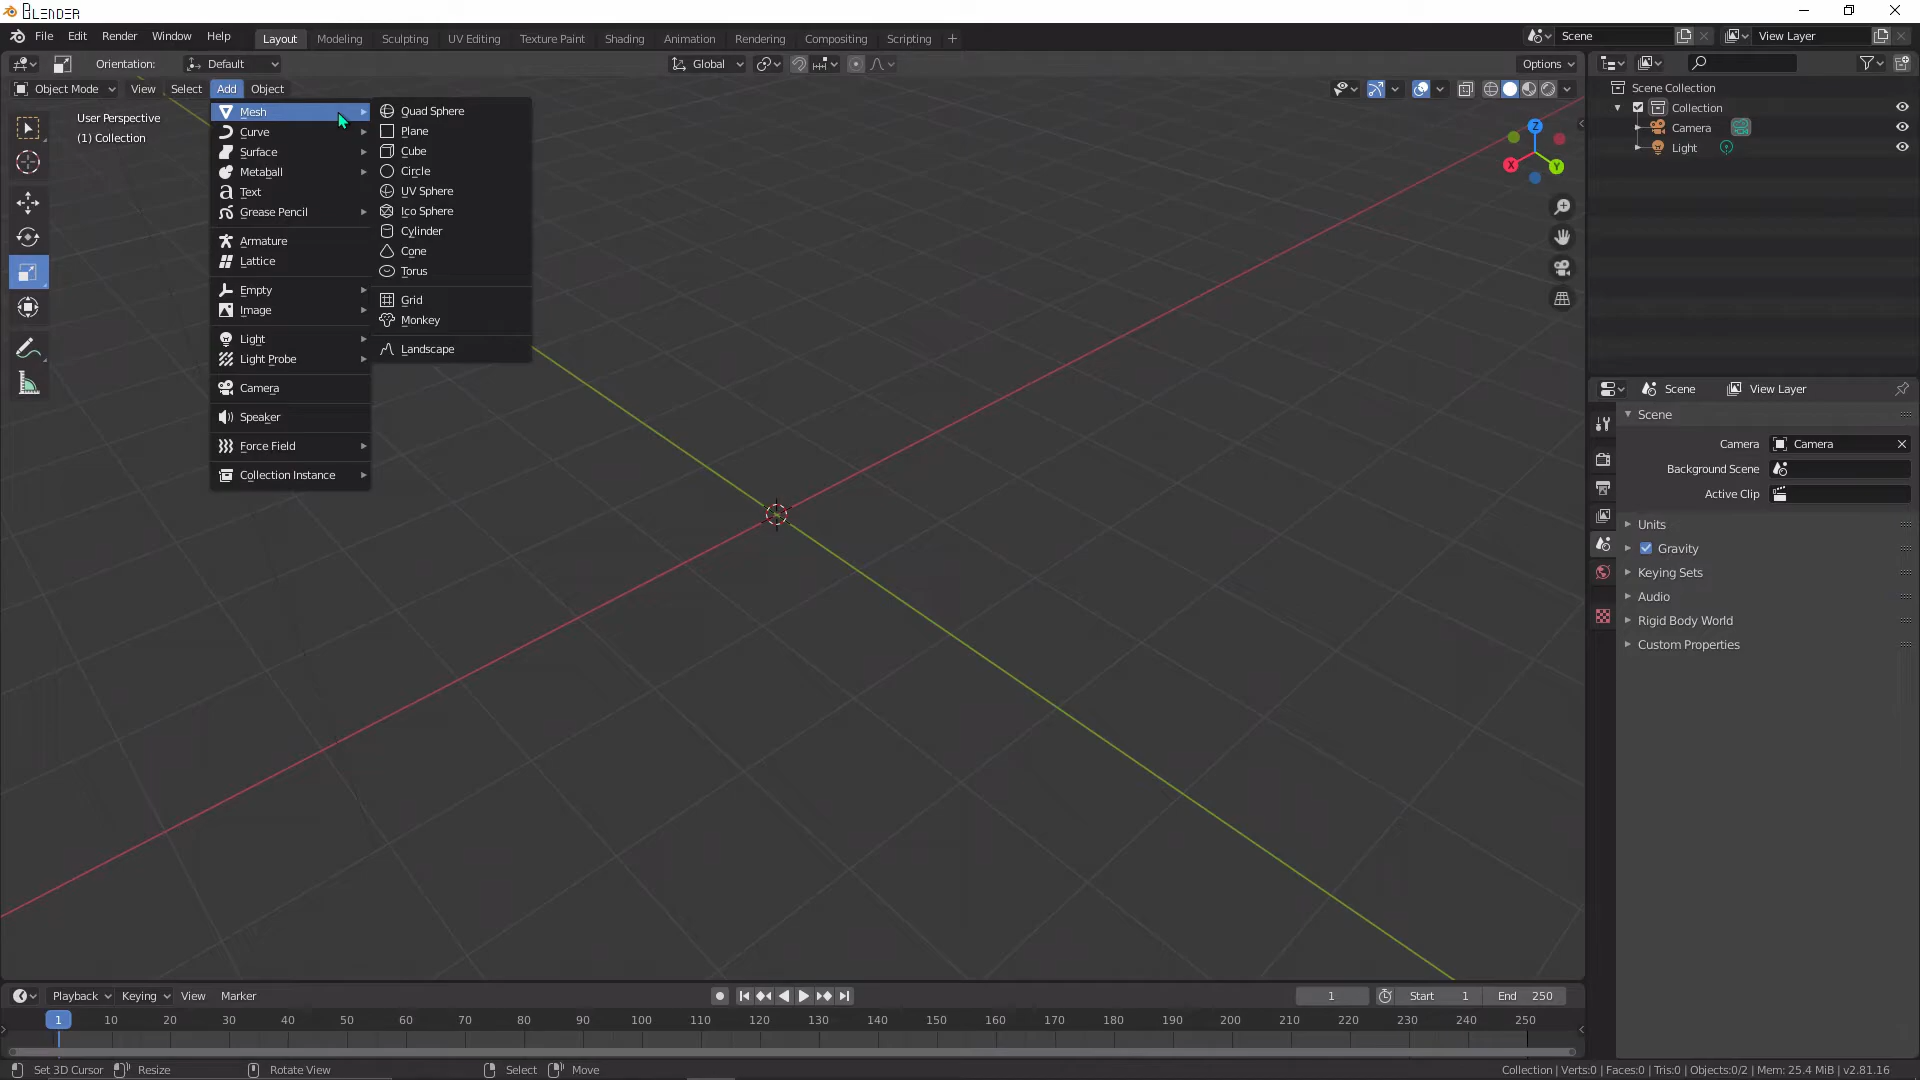 BLENDER
File Edit Render Window Help Layout Modeling Sculpting UV Editing Texture Paint Shading Animation Rendering Compositing Scripting + Scene View Layer
Orientation: Default Global Options
Object Mode View Select Add Object
User Perspective
(1) Collection
Mesh
Curve
Surface
Metaball
Text
Grease Pencil
Armature
Lattice
Empty
Image
Light
Light Probe
Camera
Speaker
Force Field
Collection Instance
Quad Sphere
Plane
Cube
Circle
UV Sphere
Ico Sphere
Cylinder
Cone
Torus
Grid
Monkey
Landscape
Z
X
Y
Scene Collection
Collection
Camera
Light
Scene View Layer
Scene
Camera Camera
Background Scene
Active Clip
Units
Gravity
Keying Sets
Audio
Rigid Body World
Custom Properties
Playback Keying View Marker 1 Start 1 End 250
1 10 20 30 40 50 60 70 80 90 100 110 120 130 140 150 160 170 180 190 200 210 220 230 240 250
Set 3D Cursor Resize Rotate View Select Move Collection | Verts:0 | Faces:0 | Tris:0 | Objects:0/2 | Mem: 25.4 MiB | v2.81.16